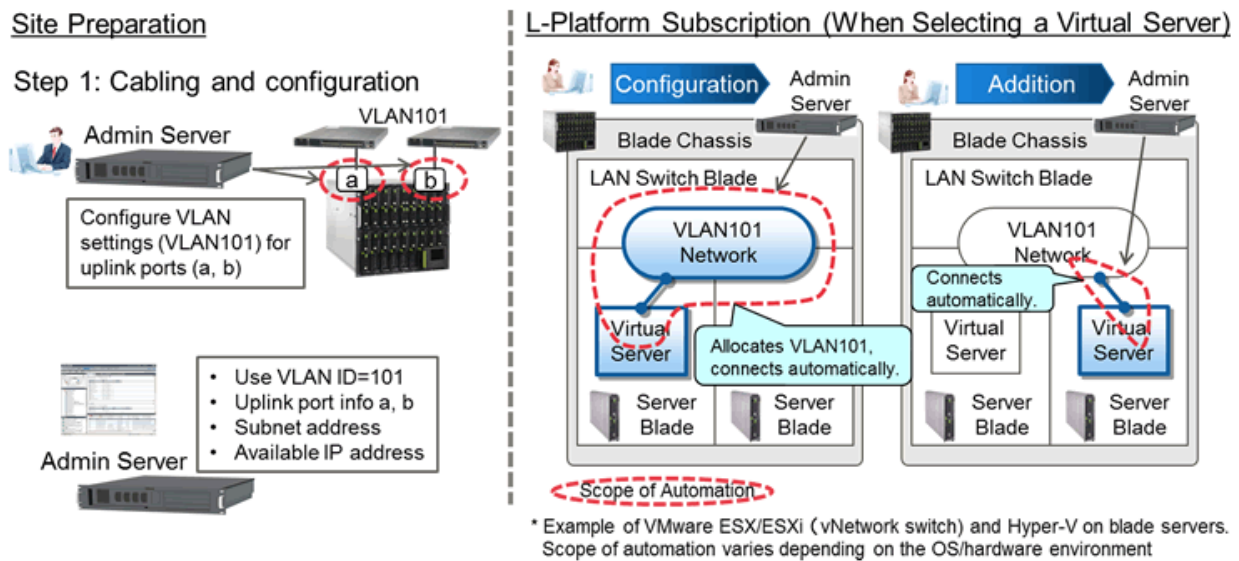 Site Preparation
Step 1: Cabling and configuration
VLAN101
Admin Server
a
b
Configure VLAN
settings (VLAN101) for
uplink ports (a, b)
• Use VLAN ID=101
• Uplink port info a, b
• Subnet address
• Available IP address
Admin Server
L-Platform Subscription (When Selecting a Virtual Server)
Configuration
Admin
Server
Blade Chassis
LAN Switch Blade
VLAN101
Network
Virtual
Server
Allocates VLAN101,
connects automatically.
Server
Blade
Server
Blade
Addition
Admin
Server
Blade Chassis
LAN Switch Blade
VLAN101
Network
Connects
automatically.
Virtual
Server
Virtual
Server
Server
Blade
Server
Blade
Scope of Automation
* Example of VMware ESX/ESXi (vNetwork switch) and Hyper-V on blade servers.
Scope of automation varies depending on the OS/hardware environment